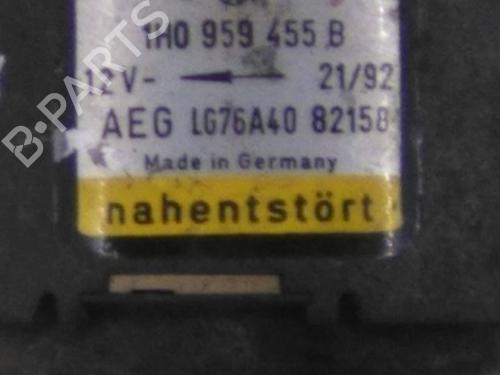 1H0 959 455 B
12V- ← 21/92
AEG LG76A40 82158
Made in Germany
nahentstört
B-PARTS